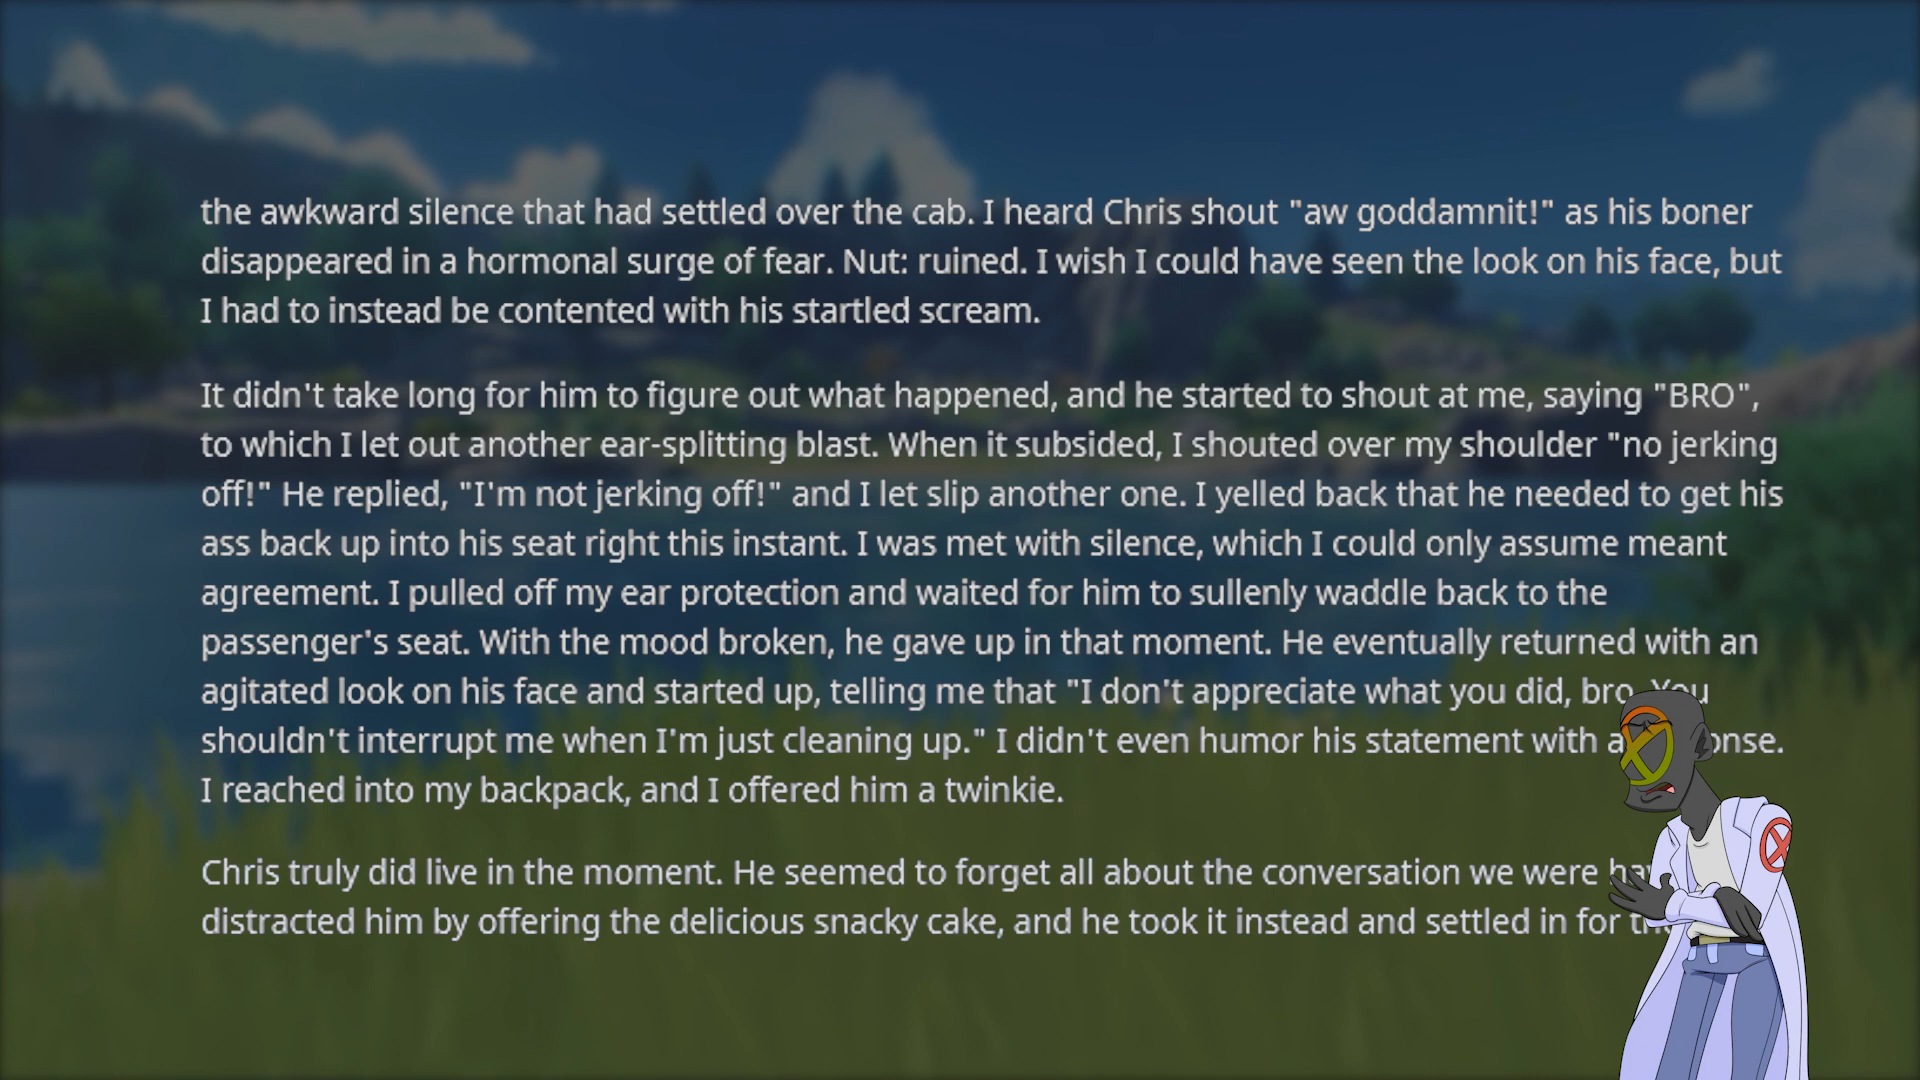 the awkward silence that had settled over the cab. I heard Chris shout "aw goddamnit!" as his boner
disappeared in a hormonal surge of fear. Nut: ruined. I wish I could have seen the look on his face, but
I had to instead be contented with his startled scream.
It didn't take long for him to figure out what happened, and he started to shout at me, saying "BRO",
to which I let out another ear-splitting blast. When it subsided, I shouted over my shoulder "no jerking
off!" He replied, "I'm not jerking off!" and I let slip another one. I yelled back that he needed to get his
ass back up into his seat right this instant. I was met with silence, which I could only assume meant
agreement. I pulled off my ear protection and waited for him to sullenly waddle back to the
passenger's seat. With the mood broken, he gave up in that moment. He eventually returned with an
agitated look on his face and started up, telling me that "I don't appreciate what you did, bro. You
shouldn't interrupt me when I'm just cleaning up." I didn't even humor his statement with
I reached into my backpack, and I offered him a twinkie.
Chris truly did live in the moment. He seemed to forget all about the conversation we were
distracted him by offering the delicious snacky cake, and he took it instead and settled in for